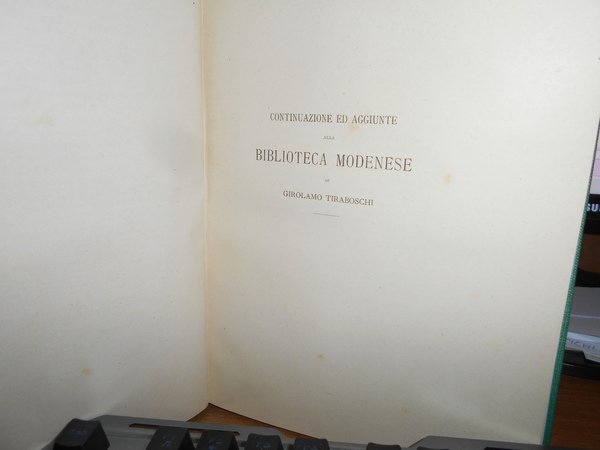 CONTINUAZIONE ED AGGIUNTE
ALLA
BIBLIOTECA MODENESE
DI
GIROLAMO TIRABOSCHI